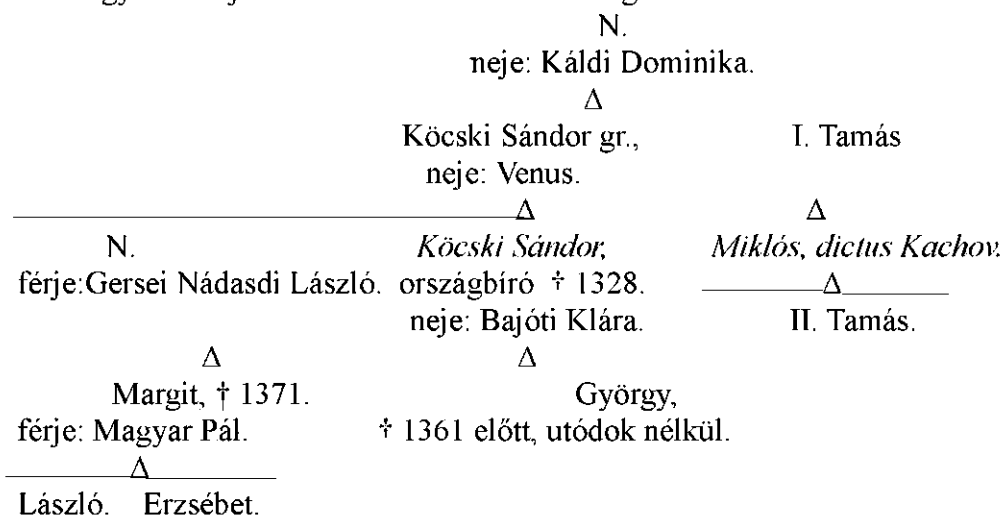 N.
neje: Káldi Dominika.
Δ
Köcski Sándor gr., I. Tamás
neje: Venus.
Δ Δ
N. Köcski Sándor, Miklós, dictus Kachov.
férje:Gersei Nádasdi László. országbíró † 1328. Δ
neje: Bajóti Klára. II. Tamás.
Δ Δ
Margit, † 1371. György,
férje: Magyar Pál. † 1361 előtt, utódok nélkül.
Δ
László. Erzsébet.